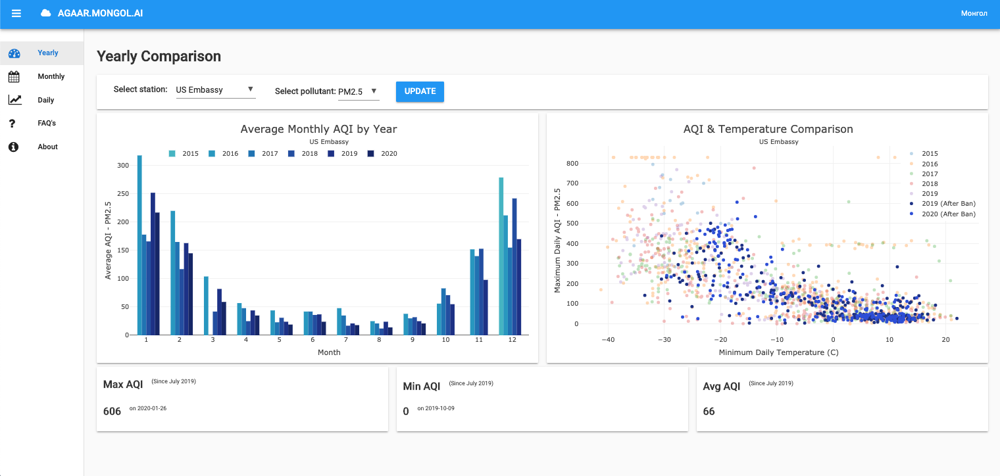 AGAAR.MONGOL.AI
Монгол
Yearly
Monthly
Daily
FAQ's
About
Yearly Comparison
Select station: US Embassy ▼ Select pollutant: PM2.5 ▼ UPDATE
Average Monthly AQI by Year
US Embassy
2015 2016 2017 2018 2019 2020
Average AQI - PM2.5
300
250
200
150
100
50
0
1 2 3 4 5 6 7 8 9 10 11 12
Month
AQI & Temperature Comparison
US Embassy
2015
2016
2017
2018
2019
2019 (After Ban)
2020 (After Ban)
Maximum Daily AQI - PM2.5
800
700
600
500
400
300
200
100
0
−40 −30 −20 −10 0 10 20
Minimum Daily Temperature (C)
Max AQI (Since July 2019)
606 on 2020-01-26
Min AQI (Since July 2019)
0 on 2019-10-09
Avg AQI (Since July 2019)
66